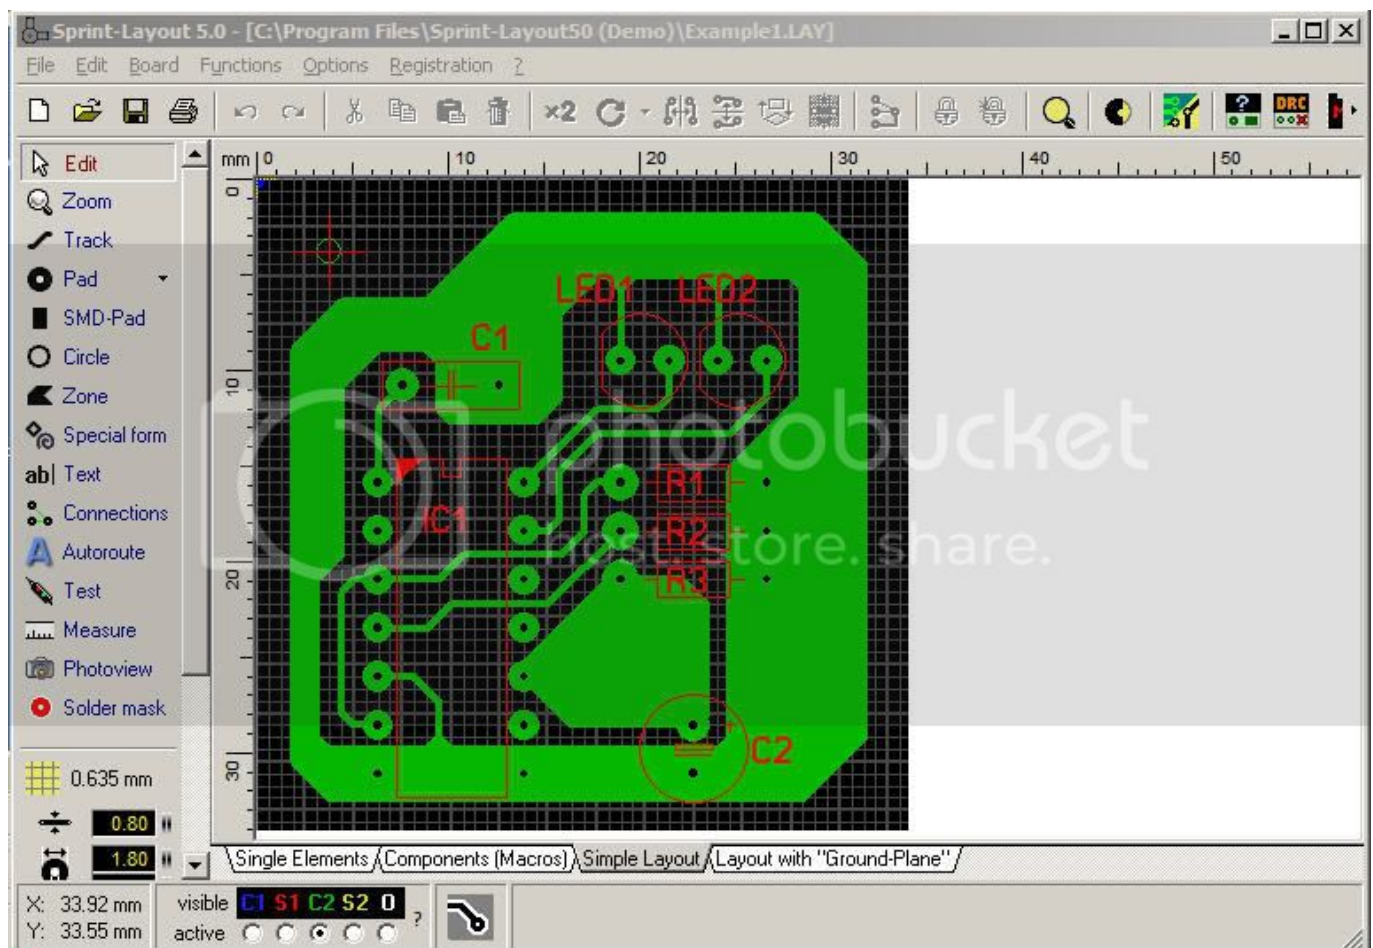 Sprint-Layout 5.0 - [C:\Program Files\Sprint-Layout50 (Demo)\Example1.LAY]
File Edit Board Functions Options Registration ?
×2 ? DRC
Edit
Zoom
Track
Pad
SMD-Pad
Circle
Zone
Special form
ab| Text
Connections
Autoroute
Test
Measure
Photoview
Solder mask
0.635 mm
0.80
1.80
mm 0 10 20 30 40 50
0
10
20
30
LED1 LED2
C1
IC1
R1
R2
R3
C2
photobucket
host. store. share.
Single Elements Components (Macros) Simple Layout Layout with "Ground-Plane"
X: 33.92 mm
Y: 33.55 mm
visible C1 S1 C2 S2 O ?
active